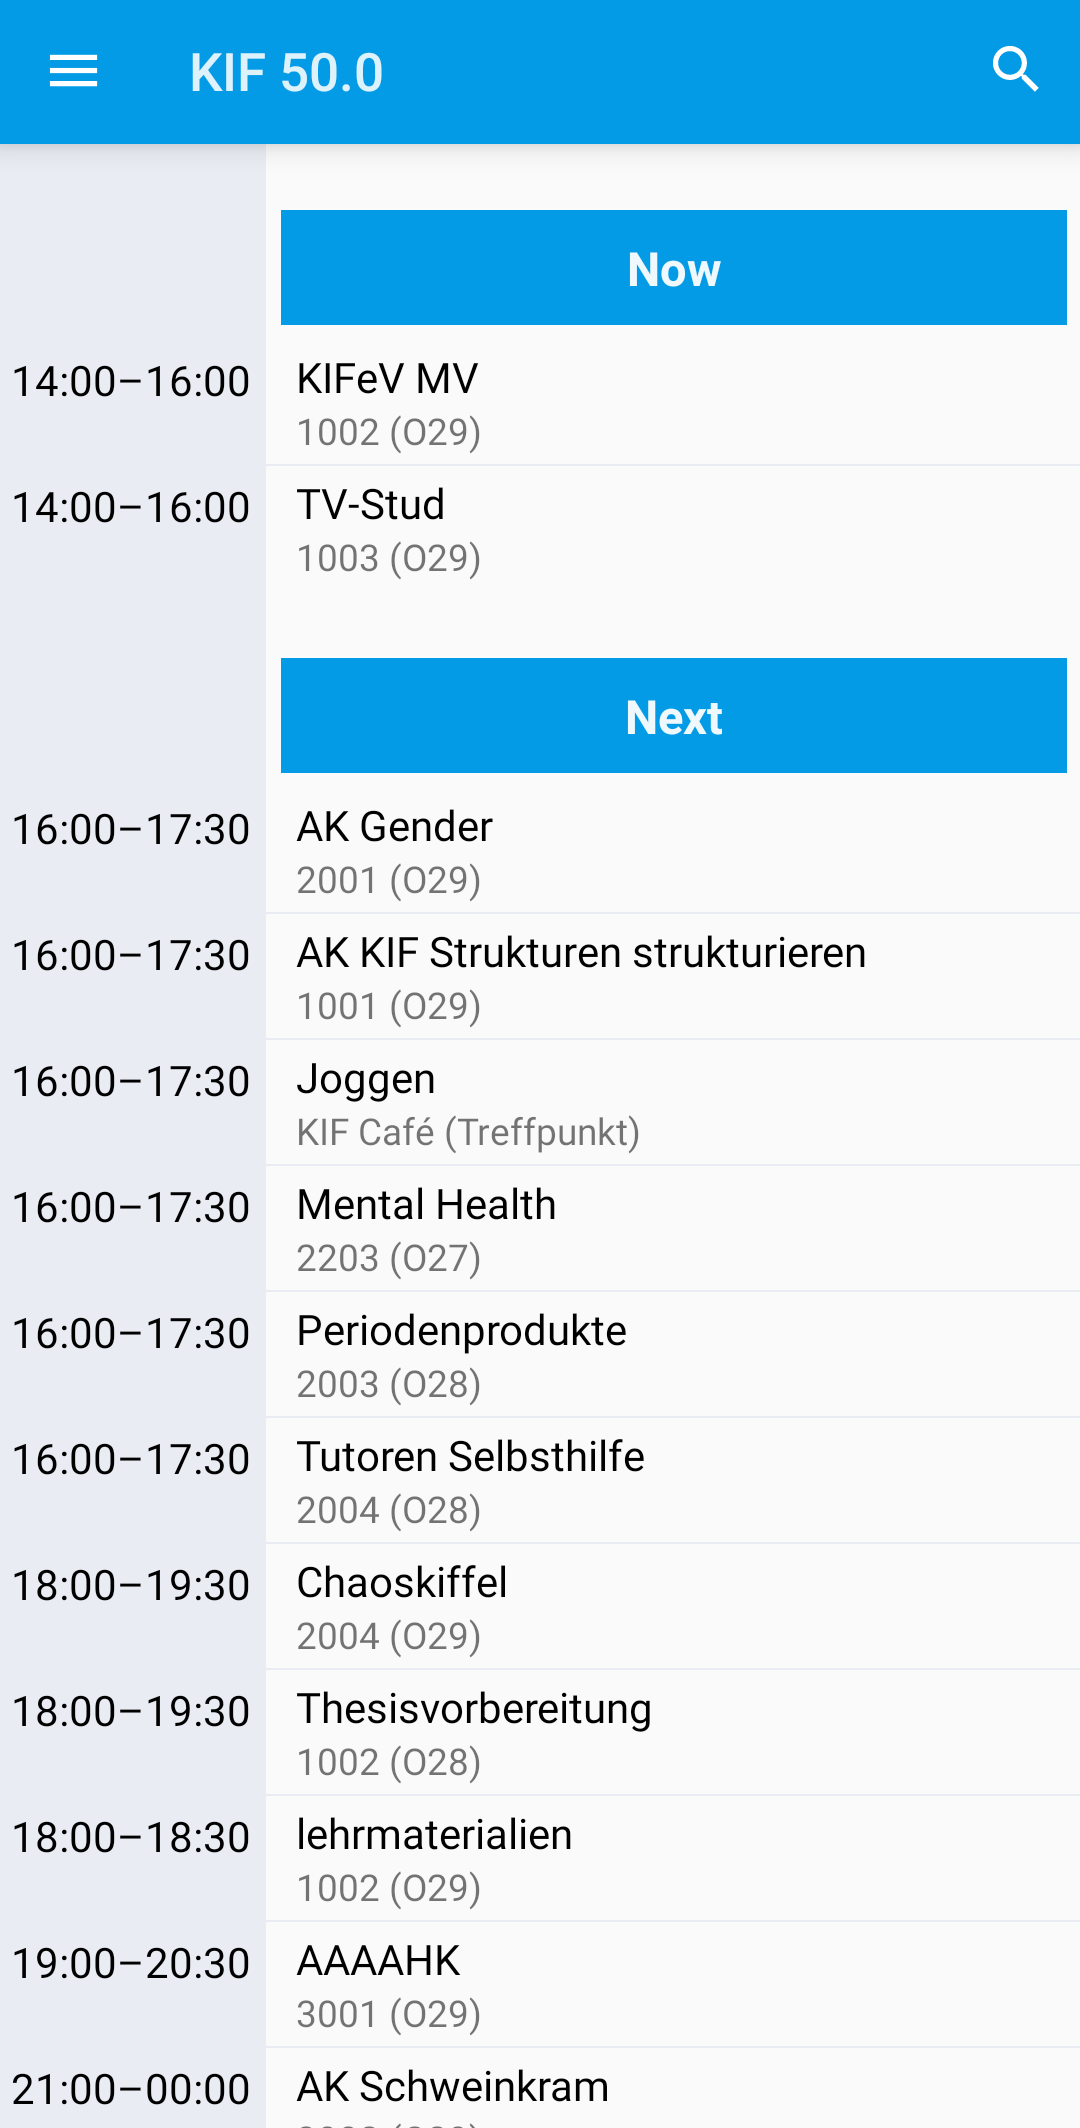 KIF 50.0
Now
14:00–16:00 KIFeV MV
1002 (O29)
14:00–16:00 TV-Stud
1003 (O29)
Next
16:00–17:30 AK Gender
2001 (O29)
16:00–17:30 AK KIF Strukturen strukturieren
1001 (O29)
16:00–17:30 Joggen
KIF Café (Treffpunkt)
16:00–17:30 Mental Health
2203 (O27)
16:00–17:30 Periodenprodukte
2003 (O28)
16:00–17:30 Tutoren Selbsthilfe
2004 (O28)
18:00–19:30 Chaoskiffel
2004 (O29)
18:00–19:30 Thesisvorbereitung
1002 (O28)
18:00–18:30 lehrmaterialien
1002 (O29)
19:00–20:30 AAAAHK
3001 (O29)
21:00–00:00 AK Schweinkram